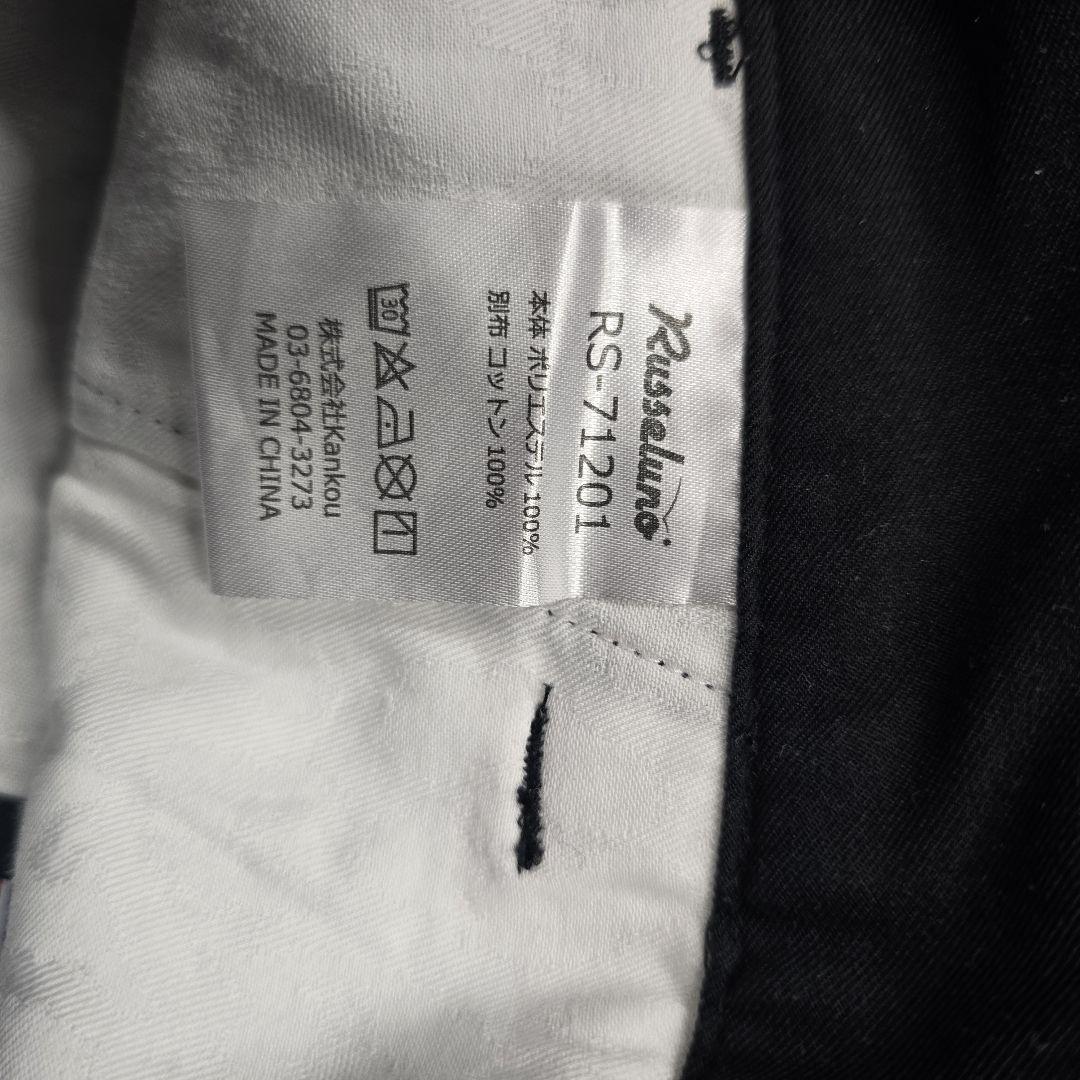 Russeluno
RS-71201
本体 ポリエステル 100%
別布 コットン 100%
30
株式会社Kankou
03-6804-3273
MADE IN CHINA